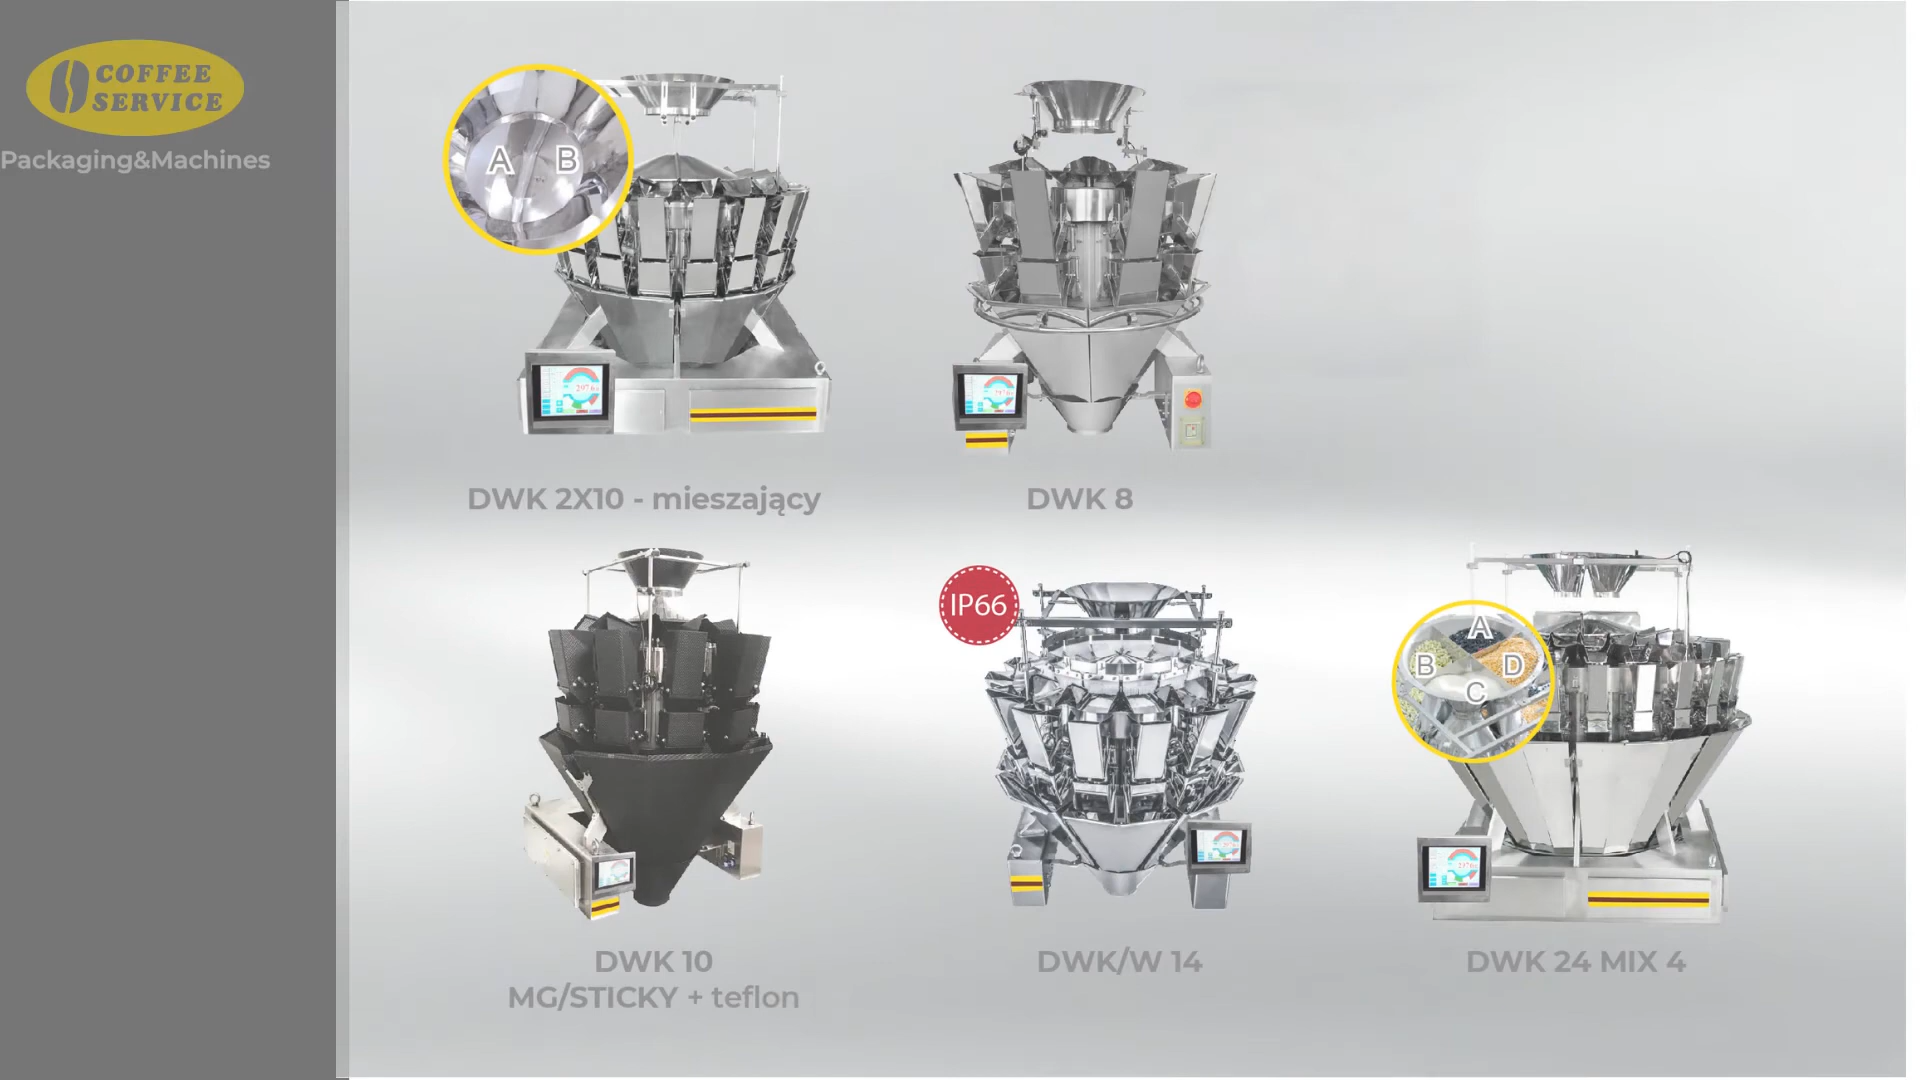 COFFEE
SERVICE
Packaging&Machines
A B
DWK 2X10 - mieszający
DWK 8
IP66
A
B D
C
DWK 10
MG/STICKY + teflon
DWK/W 14
DWK 24 MIX 4